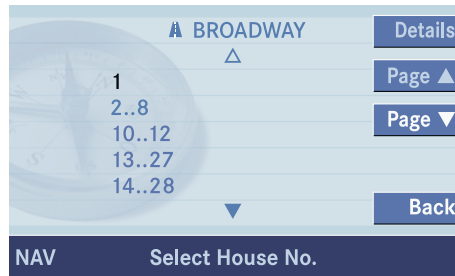 BROADWAY
Details
Page ▲
1
2..8
Page ▼
10..12
13..27
14..28
Back
NAV Select House No.